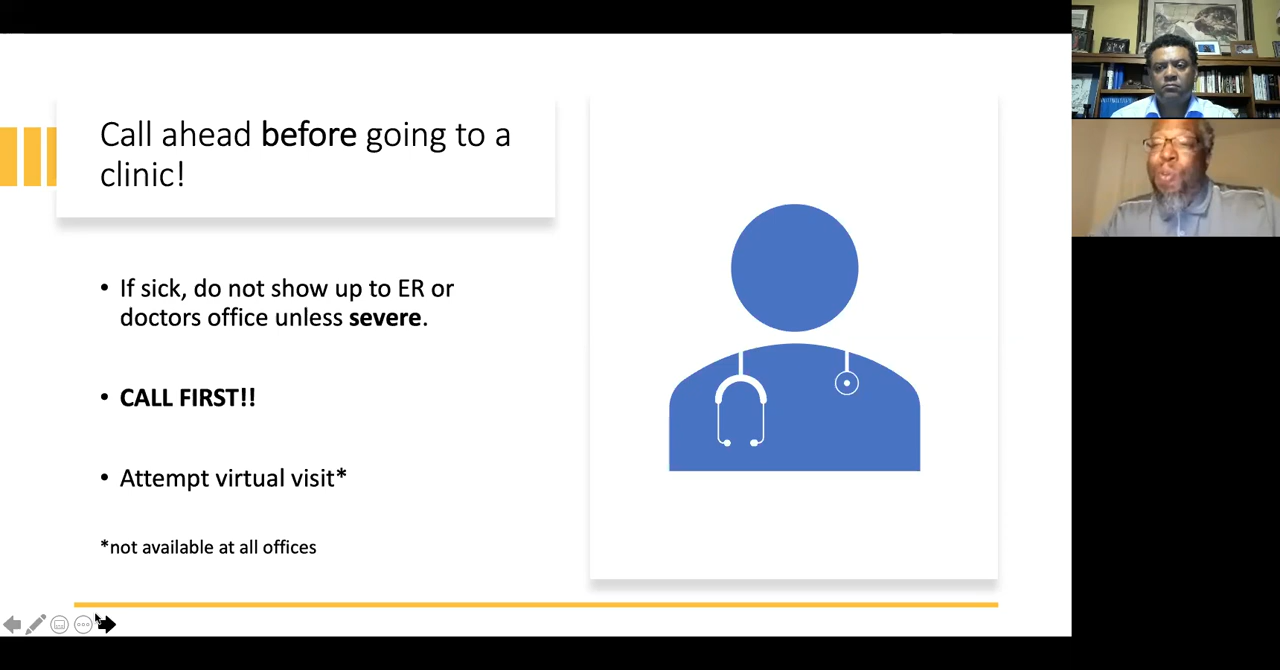 Call ahead before going to a
clinic!
• If sick, do not show up to ER or
doctors office unless severe.
• CALL FIRST!!
• Attempt virtual visit*
*not available at all offices